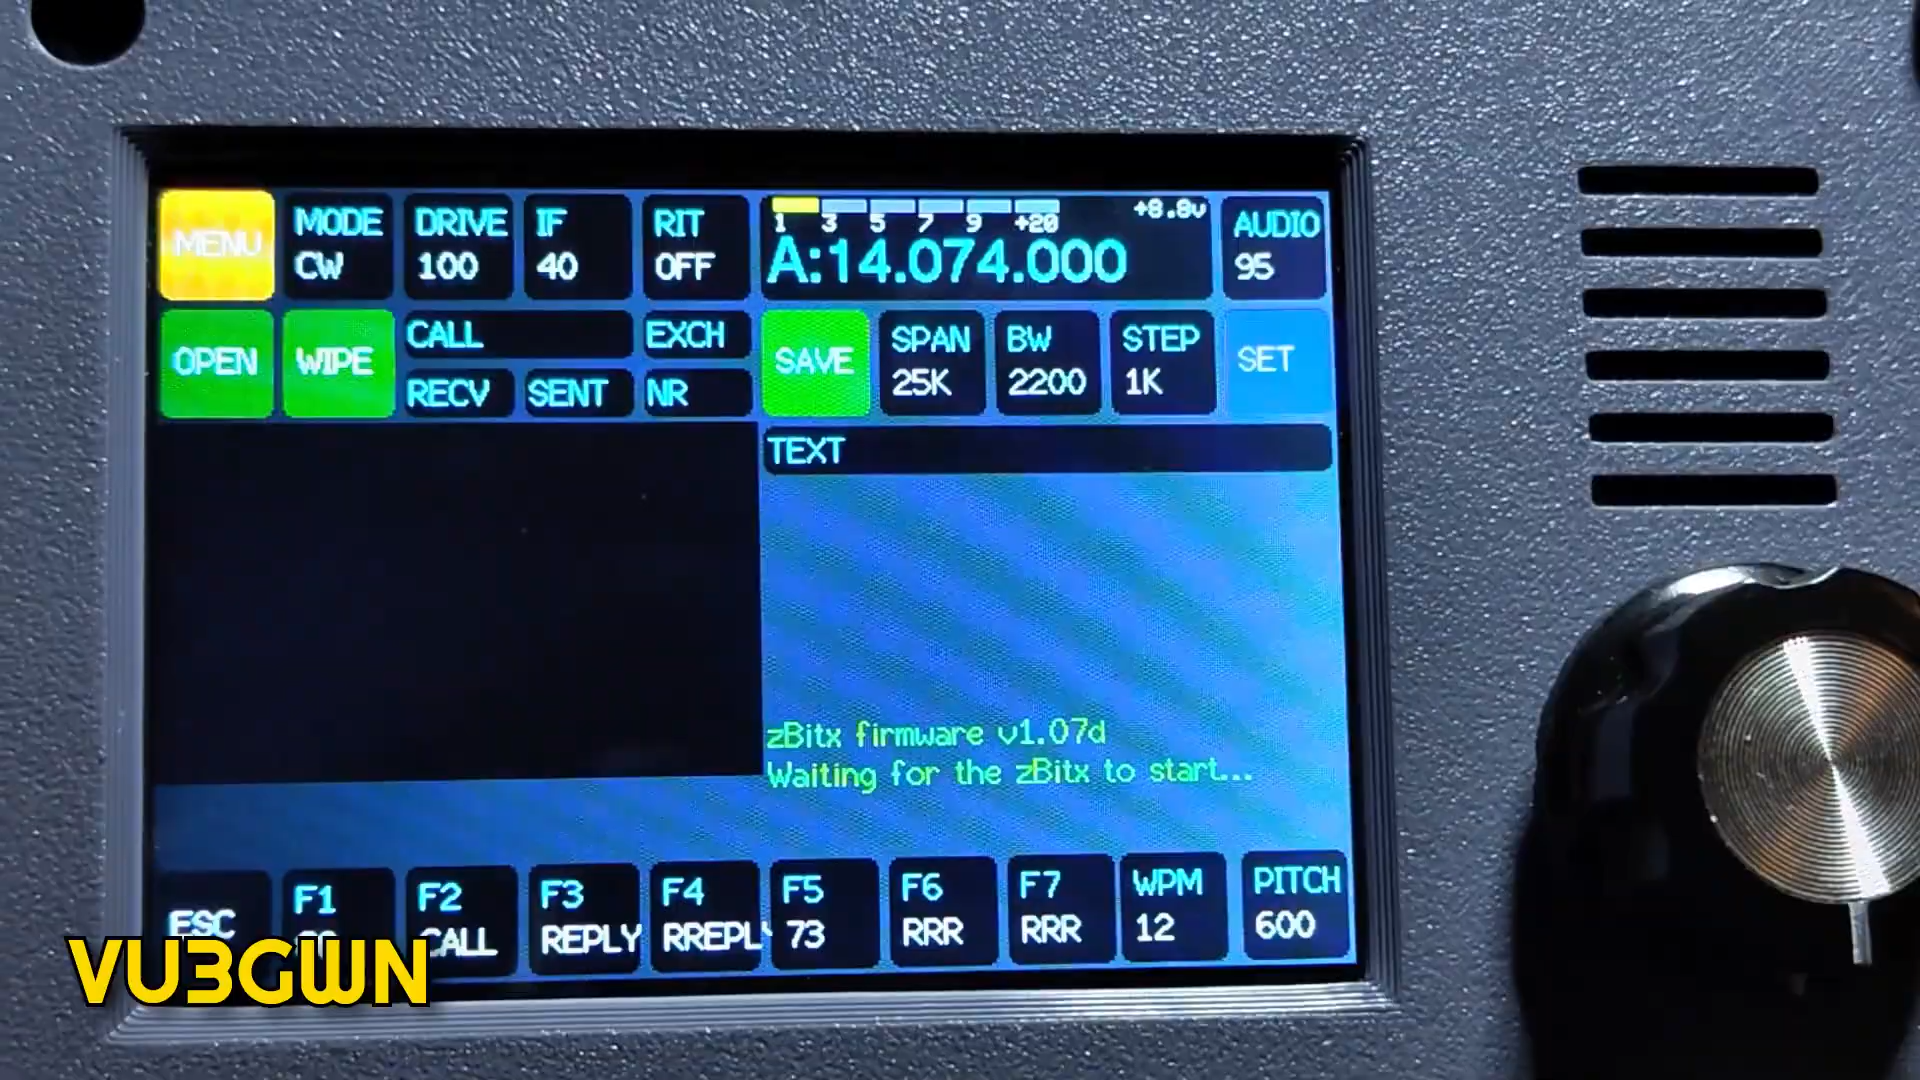 MENU MODE DRIVE IF RIT 1 3 5 7 9 +20 +8.8v AUDIO
CW 100 40 OFF A:14.074.000 95
OPEN WIPE CALL EXCH SAVE SPAN BW STEP SET
RECV SENT NR 25K 2200 1K
TEXT
zBitx firmware v1.07d
Waiting for the zBitx to start...
ESC F1 F2 F3 F4 F5 F6 F7 WPM PITCH
CALL REPLY RREPL 73 RRR RRR 12 600
VU3GWN